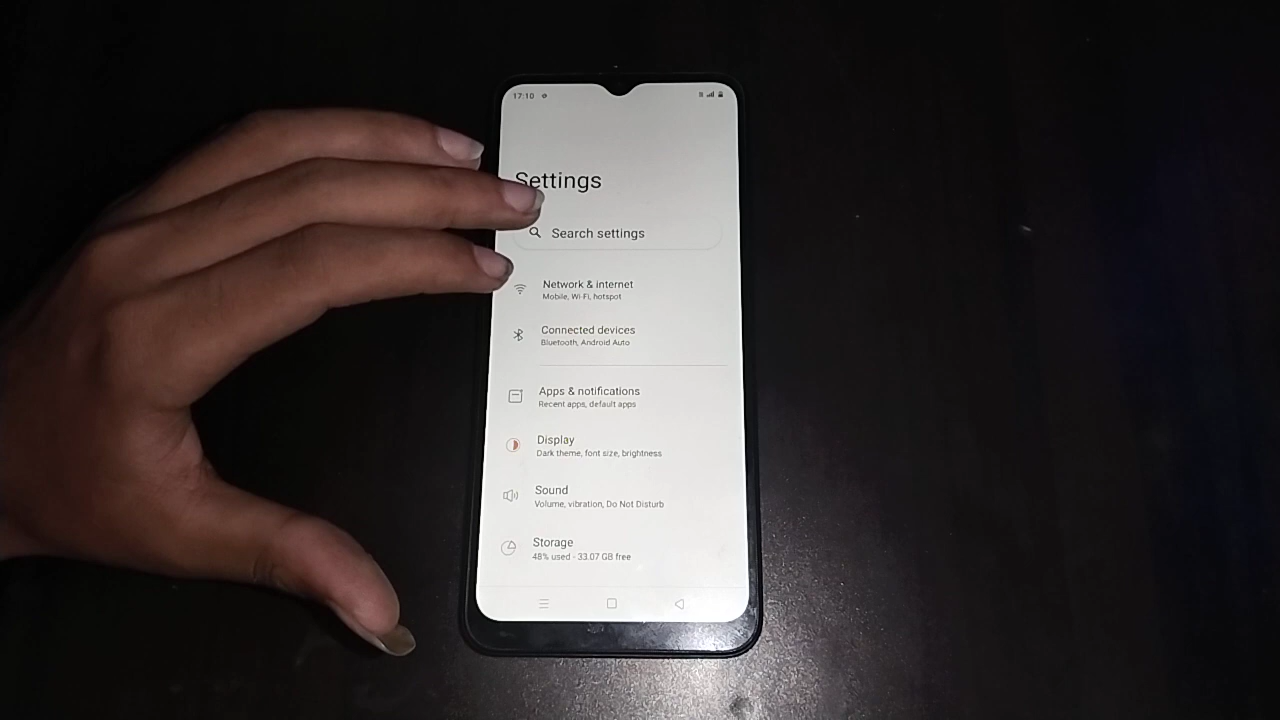 17:10
Settings
Search settings
Network & internet
Mobile, Wi-Fi, hotspot
Connected devices
Bluetooth, Android Auto
Apps & notifications
Recent apps, default apps
Display
Dark theme, font size, brightness
Sound
Volume, vibration, Do Not Disturb
Storage
48% used - 33.07 GB free